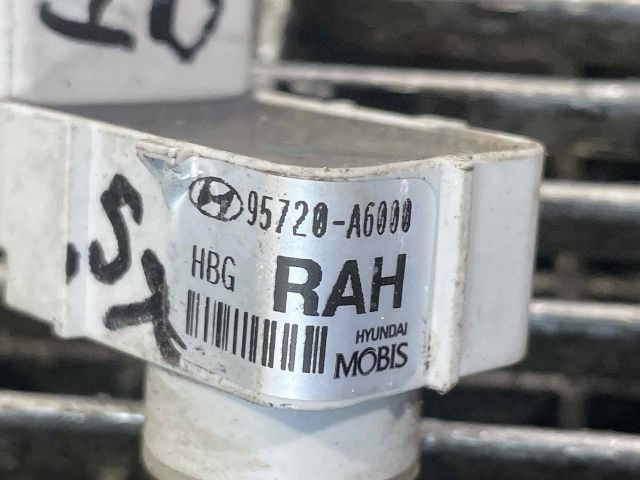 95720-A6000
HBG RAH
HYUNDAI
MOBIS